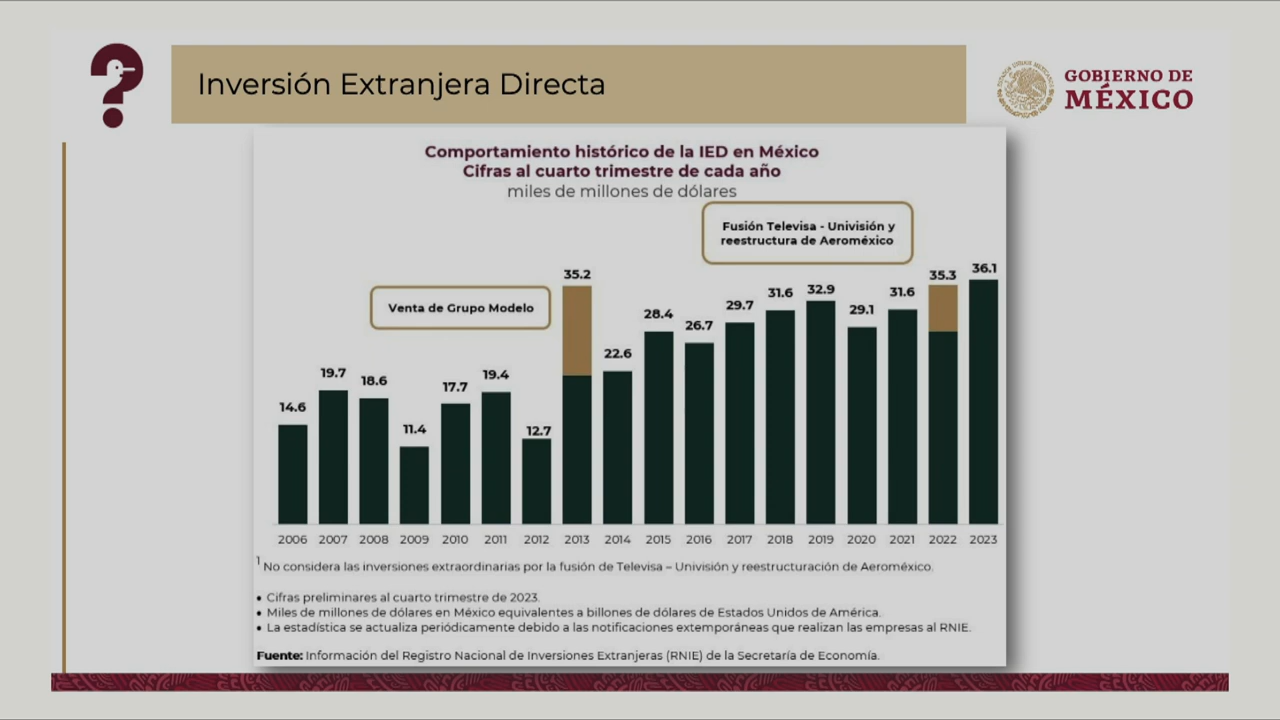 Inversión Extranjera Directa
GOBIERNO DE
MÉXICO
Comportamiento histórico de la IED en México
Cifras al cuarto trimestre de cada año
miles de millones de dólares
Fusión Televisa - Univisión y
reestructura de Aeroméxico
Venta de Grupo Modelo
14.6 19.7 18.6 11.4 17.7 19.4 12.7 35.2 22.6 28.4 26.7 29.7 31.6 32.9 29.1 31.6 35.3 36.1
2006 2007 2008 2009 2010 2011 2012 2013 2014 2015 2016 2017 2018 2019 2020 2021 2022 2023
1 No considera las inversiones extraordinarias por la fusión de Televisa – Univisión y reestructuración de Aeroméxico.
• Cifras preliminares al cuarto trimestre de 2023.
• Miles de millones de dólares en México equivalentes a billones de dólares de Estados Unidos de América.
• La estadística se actualiza periódicamente debido a las notificaciones extemporáneas que realizan las empresas al RNIE.
Fuente: Información del Registro Nacional de Inversiones Extranjeras (RNIE) de la Secretaría de Economía.